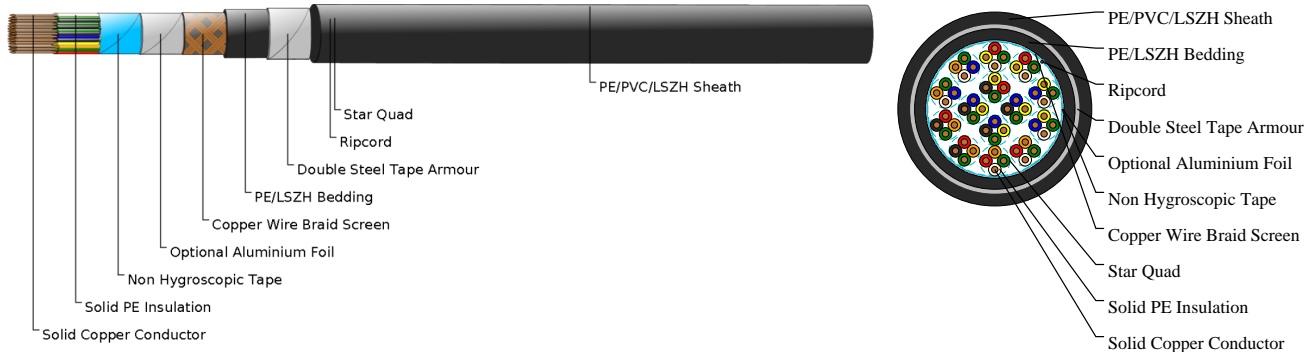 PE/PVC/LSZH Sheath
Star Quad
Ripcord
Double Steel Tape Armour
PE/LSZH Bedding
Copper Wire Braid Screen
Optional Aluminium Foil
Non Hygroscopic Tape
Solid PE Insulation
Solid Copper Conductor
PE/PVC/LSZH Sheath
PE/LSZH Bedding
Ripcord
Double Steel Tape Armour
Optional Aluminium Foil
Non Hygroscopic Tape
Copper Wire Braid Screen
Star Quad
Solid PE Insulation
Solid Copper Conductor